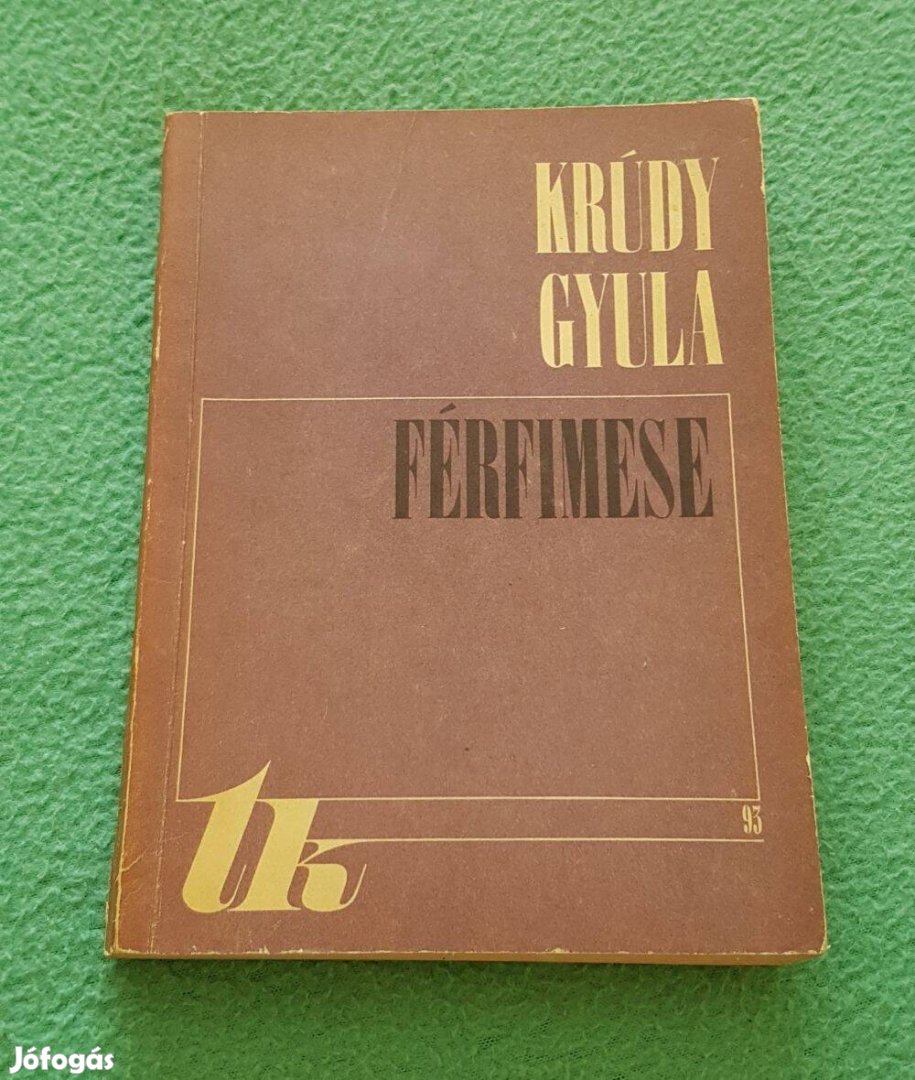 KRÚDY
GYULA
FÉRFIMESE
tk
93
Jófogás